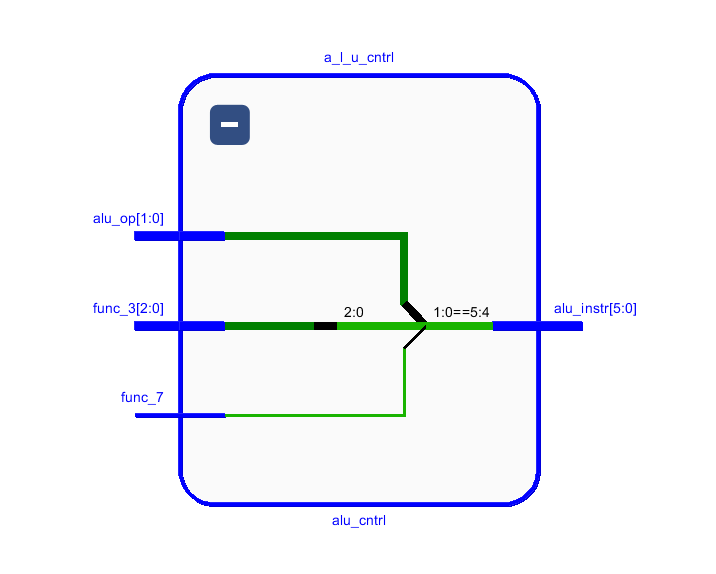 a_l_u_cntrl
alu_op[1:0]
func_3[2:0]
2:0
1:0==5:4
alu_instr[5:0]
func_7
alu_cntrl